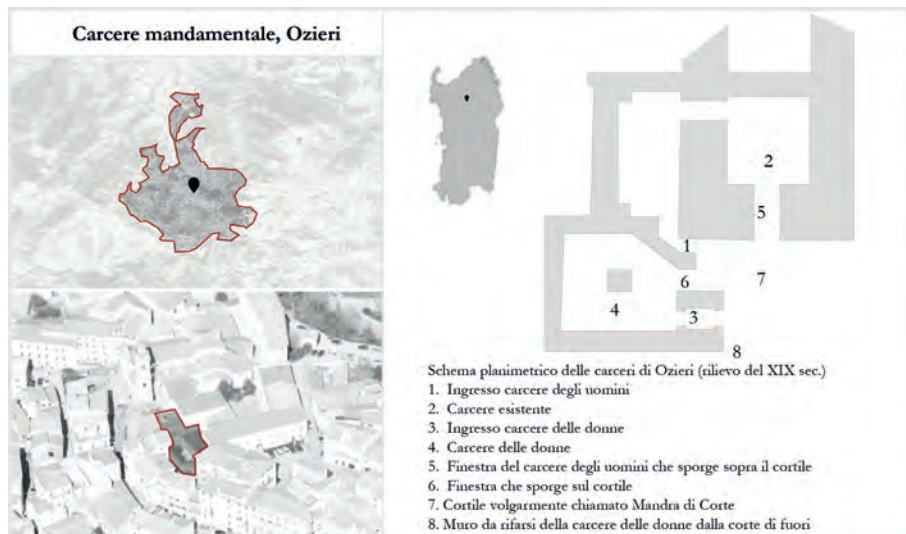 Carcere mandamentale, Ozieri
2
5
1
7
6
4
3
8
Schema planimetrico delle carceri di Ozieri (rilievo del XIX sec.)
1. Ingresso carcere degli uomini
2. Carcere esistente
3. Ingresso carcere delle donne
4. Carcere delle donne
5. Finestra del carcere degli uomini che sporge sopra il cortile
6. Finestra che sporge sul cortile
7. Cortile volgarmente chiamato Mandra di Corte
8. Muro da rifarsi della carcere delle donne dalla corte di fuori